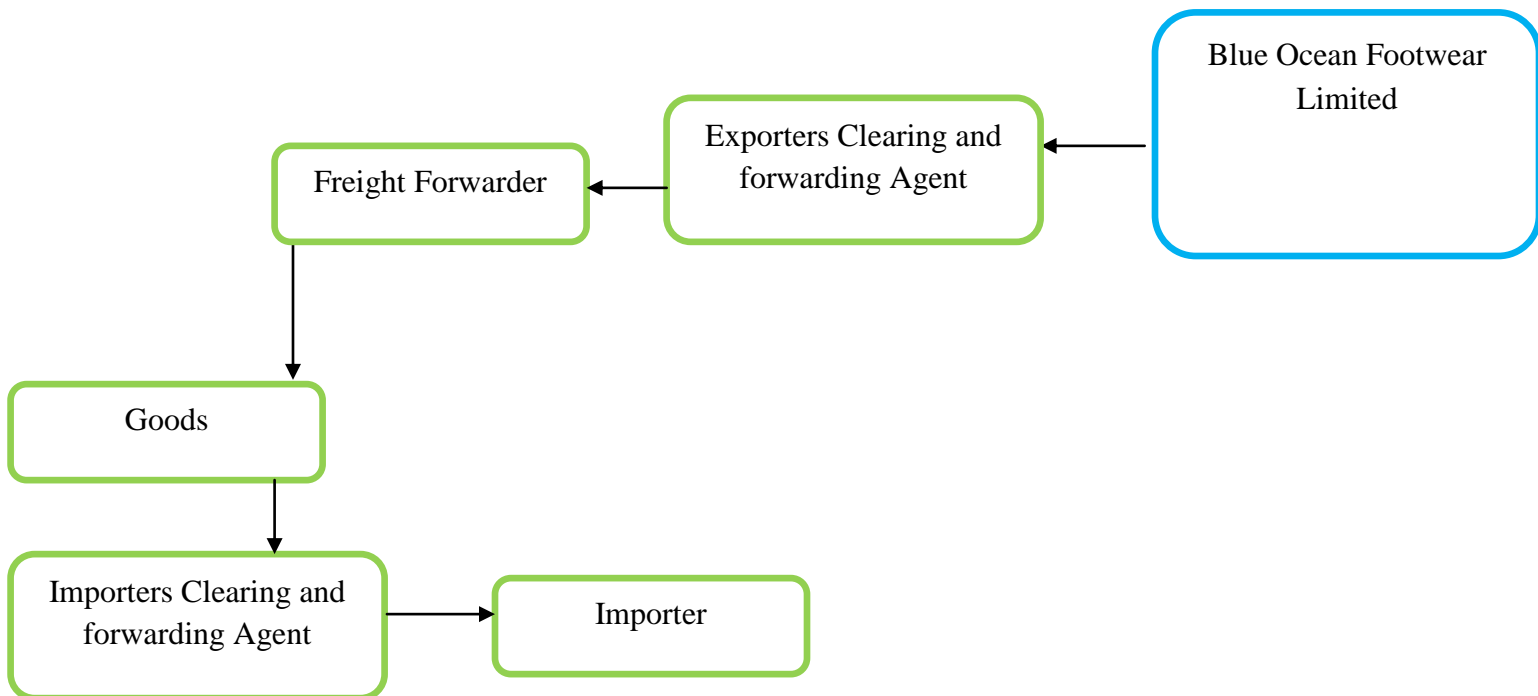 Blue Ocean Footwear
Limited
Exporters Clearing and
forwarding Agent
Freight Forwarder
Goods
Importers Clearing and
forwarding Agent
Importer